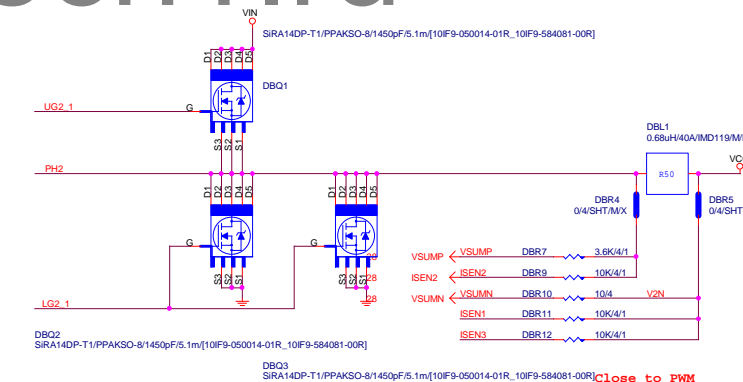 VIN
SiRA14DP-T1/PPAKSO-8/1450pF/5.1m/[10IF9-050014-01R_10IF9-584081-00R]
D1
D2
D3
D4
D5
DBQ1
UG2_1
G
S3
S2
S1
DBL1
0.68uH/40A/IMD119/M/
PH2
R50
D1
D2
D3
D4
D5
D1
D2
D3
D4
D5
DBR4
0/4/SHT/M/X
DBR5
0/4/SHT
G
G
S3
S2
S1
S3
S2
S1
28
28
28
VSUMP
VSUMP
DBR7
3.6K/4/1
ISEN2
ISEN2
DBR9
10K/4/1
VSUMN
VSUMN
DBR10
10/4
V2N
LG2_1
ISEN1
DBR11
10K/4/1
ISEN3
DBR12
10K/4/1
DBQ2
SiRA14DP-T1/PPAKSO-8/1450pF/5.1m/[10IF9-050014-01R_10IF9-584081-00R]
DBQ3
SiRA14DP-T1/PPAKSO-8/1450pF/5.1m/[10IF9-050014-01R_10IF9-584081-00R]
Close to PWM